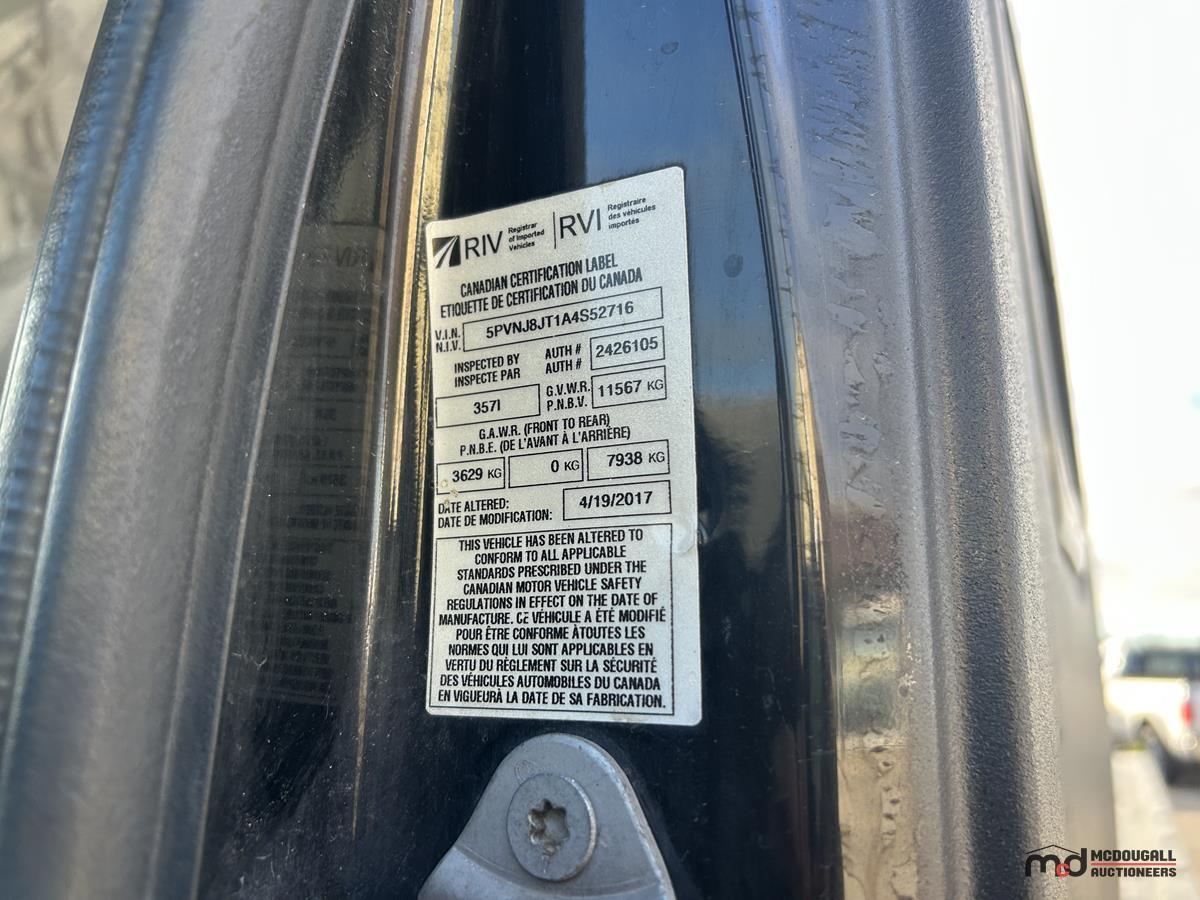 RIV Registrar of Imported Vehicles | RVI Registraire des véhicules importés
CANADIAN CERTIFICATION LABEL
ETIQUETTE DE CERTIFICATION DU CANADA
V.I.N. 5PVNJ8JT1A4S52716
N.I.V.
INSPECTED BY AUTH # 2426105
INSPECTE PAR AUTH #
357I G.V.W.R. 11567 KG
P.N.B.V.
G.A.W.R. (FRONT TO REAR)
P.N.B.E. (DE L'AVANT À L'ARRIÈRE)
3629 KG 0 KG 7938 KG
DATE ALTERED: 4/19/2017
DATE DE MODIFICATION:
THIS VEHICLE HAS BEEN ALTERED TO
CONFORM TO ALL APPLICABLE
STANDARDS PRESCRIBED UNDER THE
CANADIAN MOTOR VEHICLE SAFETY
REGULATIONS IN EFFECT ON THE DATE OF
MANUFACTURE. CE VÉHICULE A ÉTÉ MODIFIÉ
POUR ÊTRE CONFORME ÀTOUTES LES
NORMES QUI LUI SONT APPLICABLES EN
VERTU DU RÈGLEMENT SUR LA SÉCURITÉ
DES VÉHICULES AUTOMOBILES DU CANADA
EN VIGUEURÀ LA DATE DE SA FABRICATION.
mcd MCDOUGALL
AUCTIONEERS